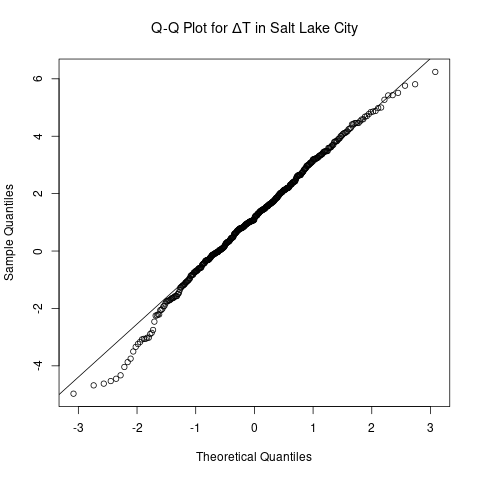 Q-Q Plot for ΔT in Salt Lake City
Sample Quantiles
6
4
2
0
-2
-4
-3 -2 -1 0 1 2 3
Theoretical Quantiles